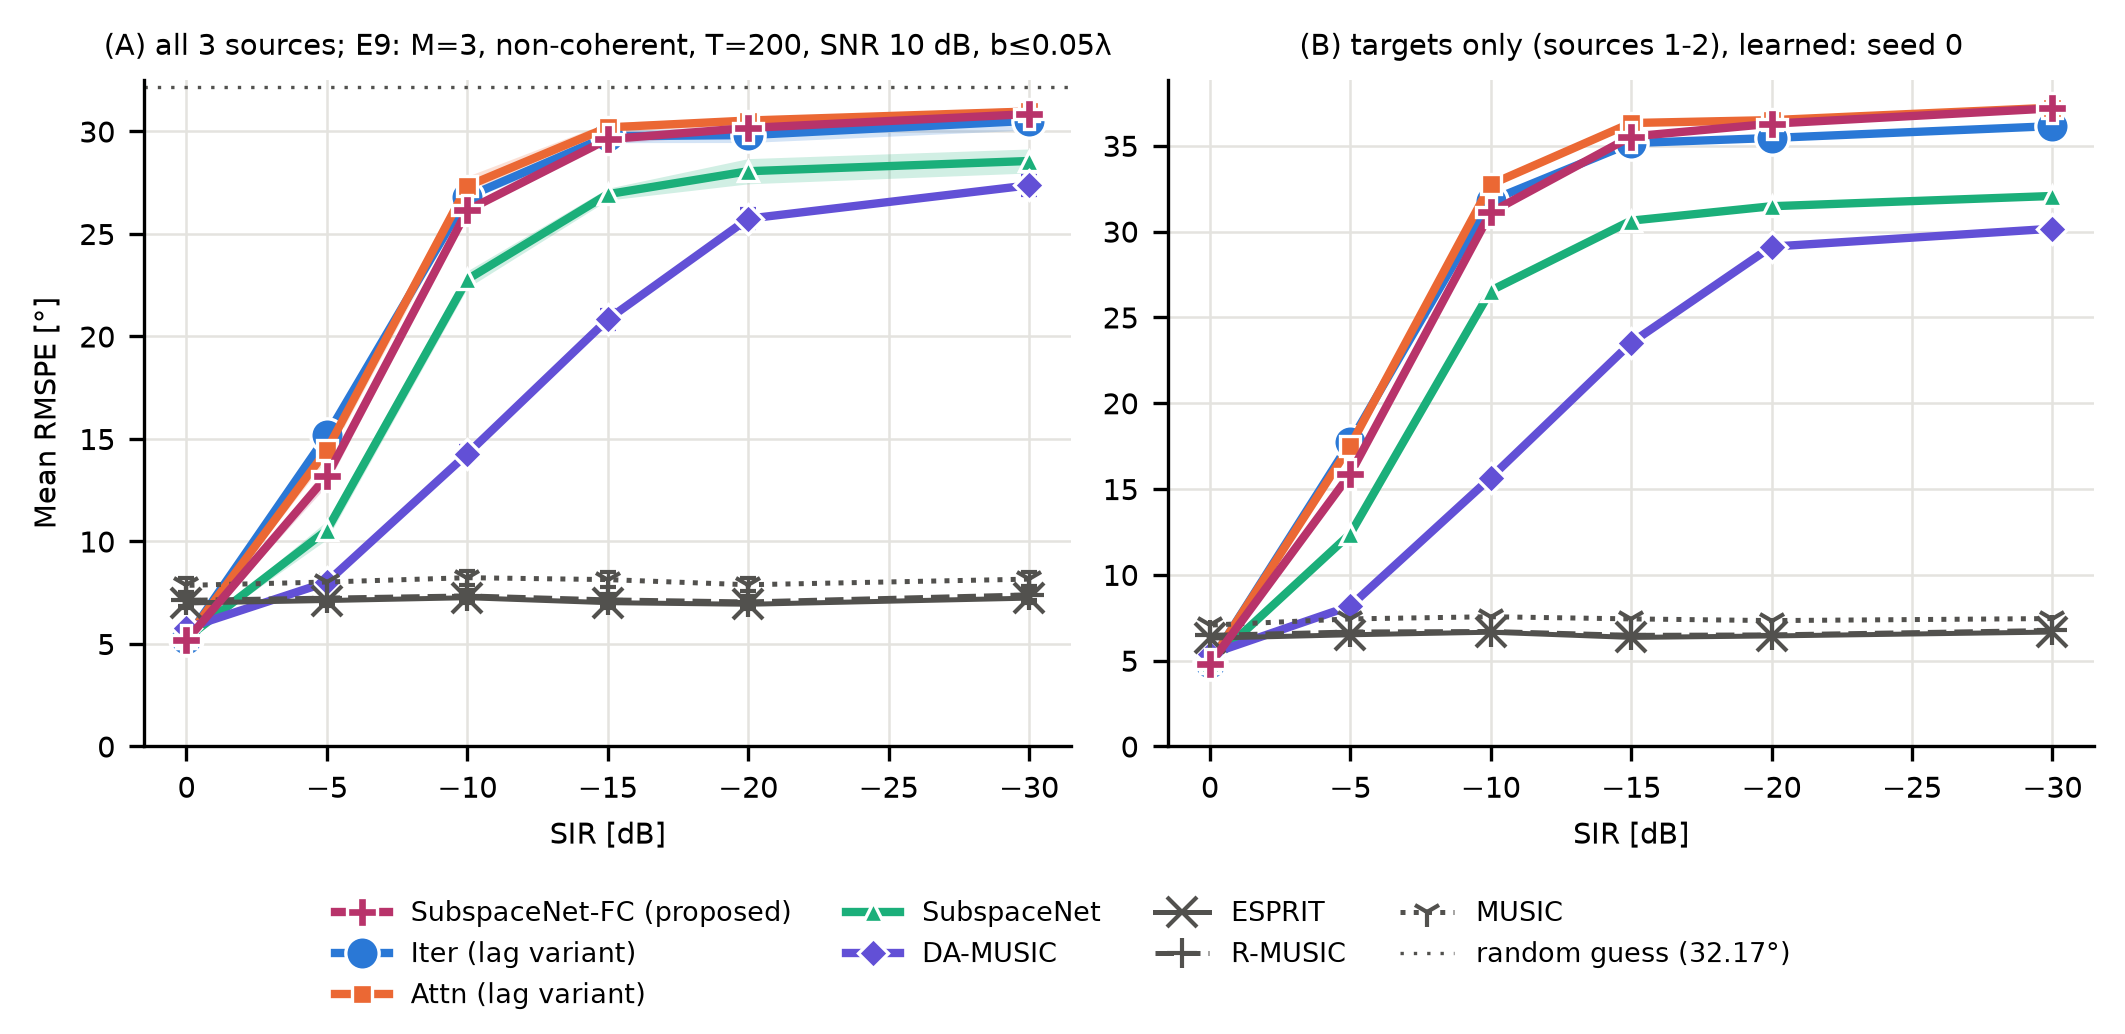 (A) all 3 sources; E9: M=3, non-coherent, T=200, SNR 10 dB, b≤0.05λ
(B) targets only (sources 1-2), learned: seed 0
Mean RMSPE [°]
30
25
20
15
10
5
0
0 −5 −10 −15 −20 −25 −30
SIR [dB]
35
30
25
20
15
10
5
0
0 −5 −10 −15 −20 −25 −30
SIR [dB]
SubspaceNet-FC (proposed)
Iter (lag variant)
Attn (lag variant)
SubspaceNet
DA-MUSIC
ESPRIT
R-MUSIC
MUSIC
random guess (32.17°)